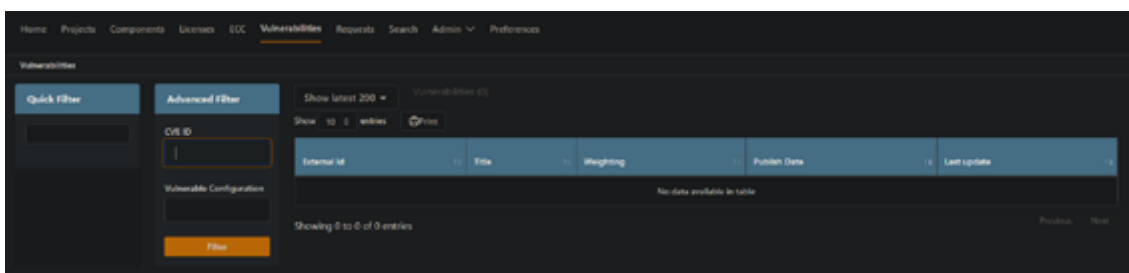 Home Projects Components Licenses ECC Vulnerabilities Requests Search Admin Preferences
Vulnerabilities
Quick Filter
Advanced Filter
CVE ID
Vulnerable Configuration
Filter
Show latest 200
Vulnerabilities (0)
Show 10 entries Print
External Id Title Weighting Publish Date Last update
No data available in table
Showing 0 to 0 of 0 entries
Previous Next